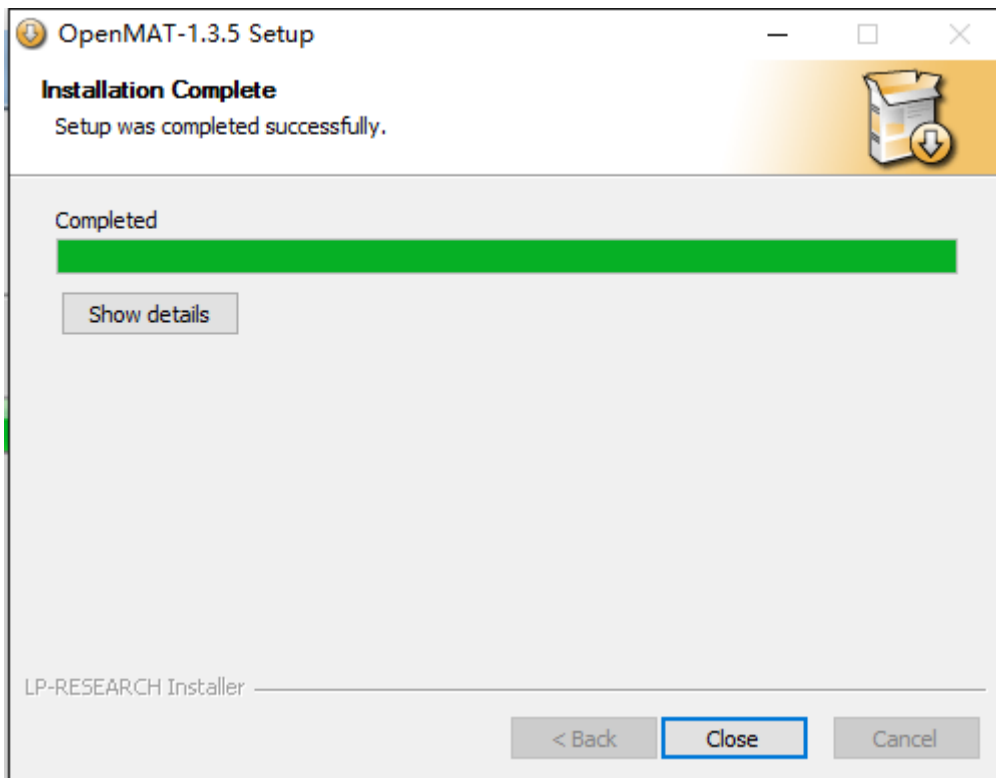 OpenMAT-1.3.5 Setup
Installation Complete
Setup was completed successfully.
Completed
Show details
LP-RESEARCH Installer
< Back
Close
Cancel